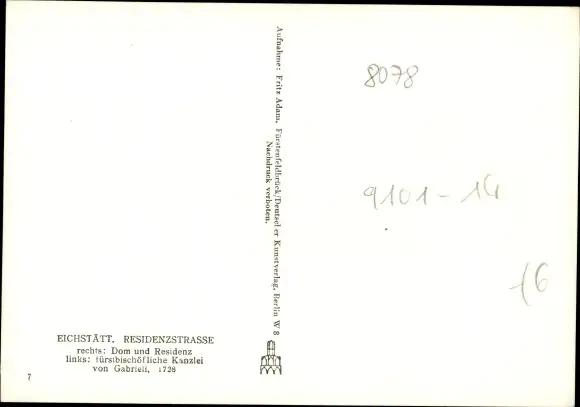 8078
9101-14
16
Aufnahme: Fritz Adam, Fürstenfeldbrück/Deutscher Kunstverlag, Berlin W 8
Nachdruck verboten.
EICHSTÄTT, RESIDENZSTRASSE
rechts: Dom und Residenz
links: fürstbischöfliche Kanzlei
von Gabrieli, 1728
7